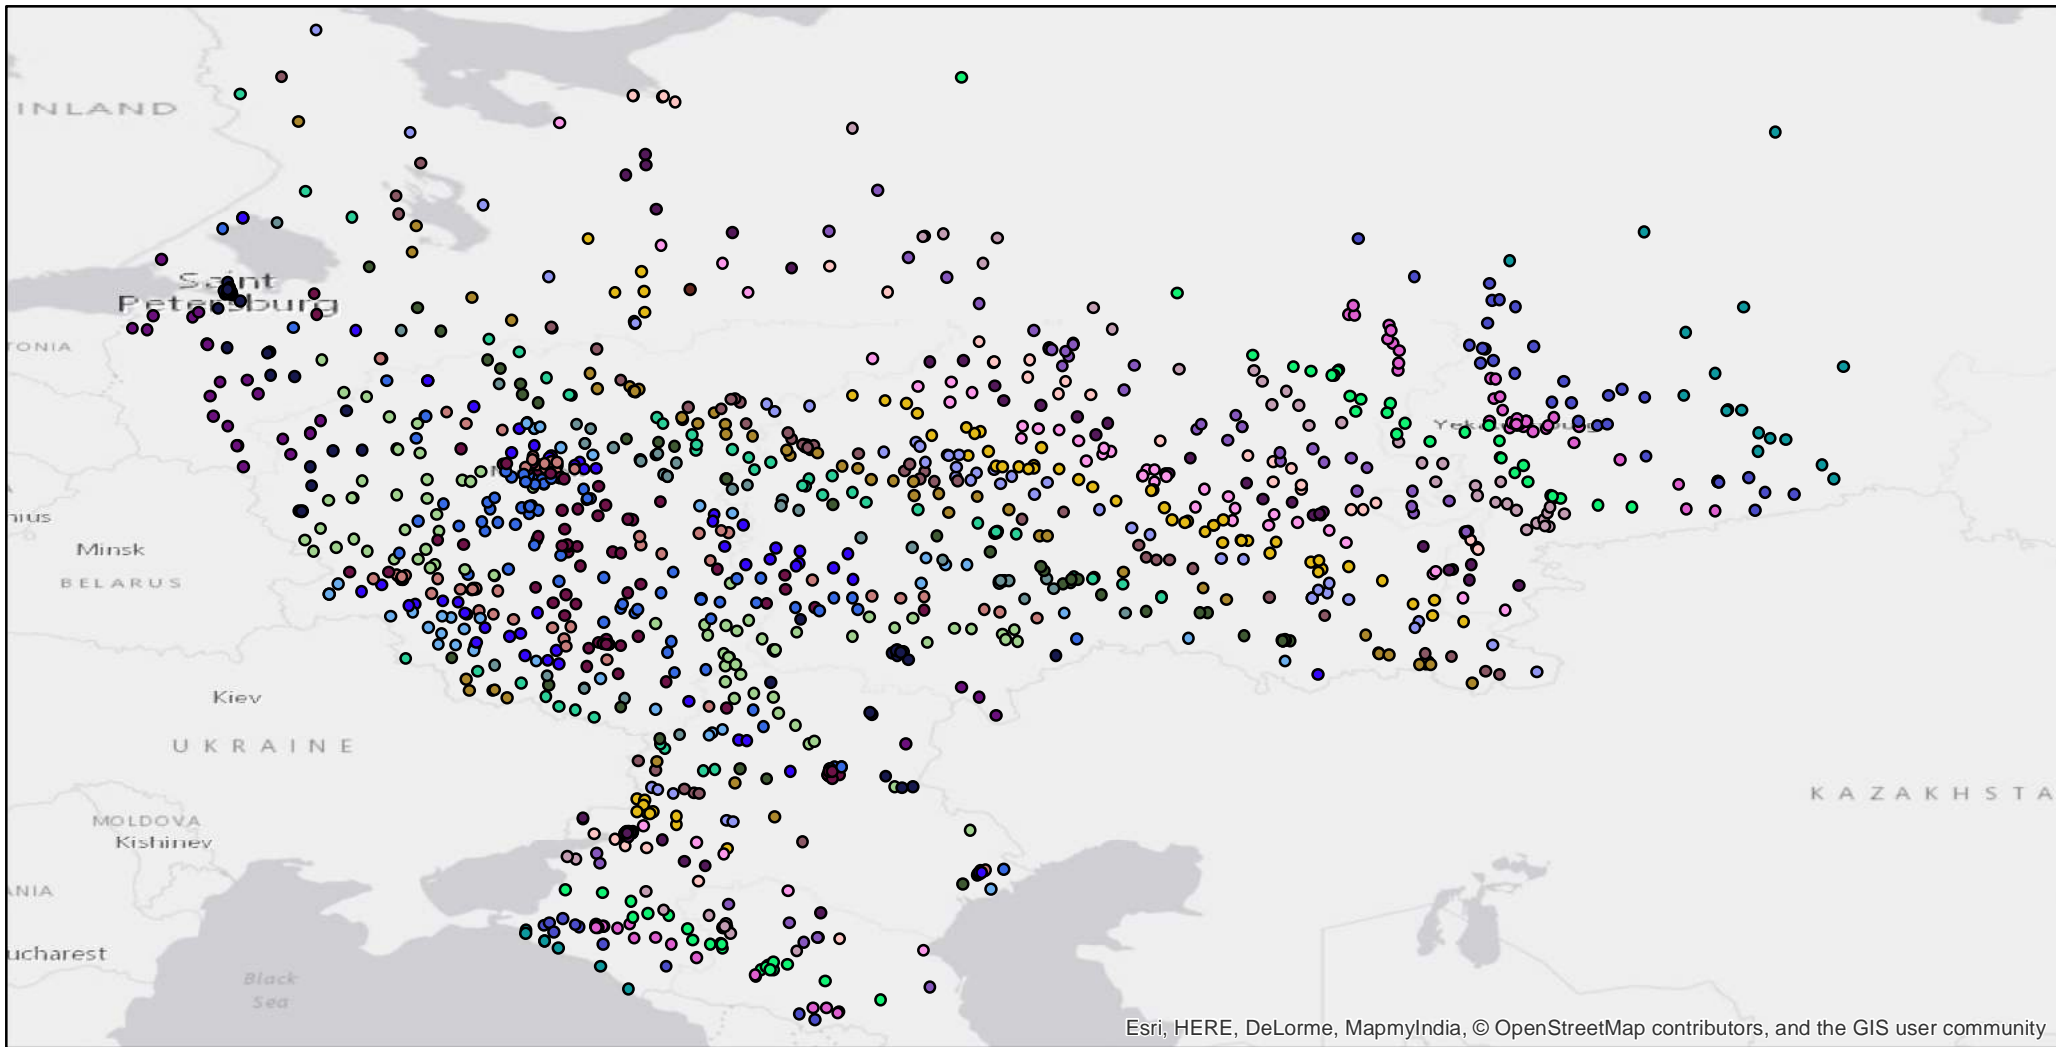 INLAND
Saint
Petersburg
TONIA
nius
Minsk
BELARUS
Kiev
UKRAINE
MOLDOVA
Kishinev
ANIA
ucharest
Black
Sea
KAZAKHSTA
Esri, HERE, DeLorme, MapmyIndia, © OpenStreetMap contributors, and the GIS user community